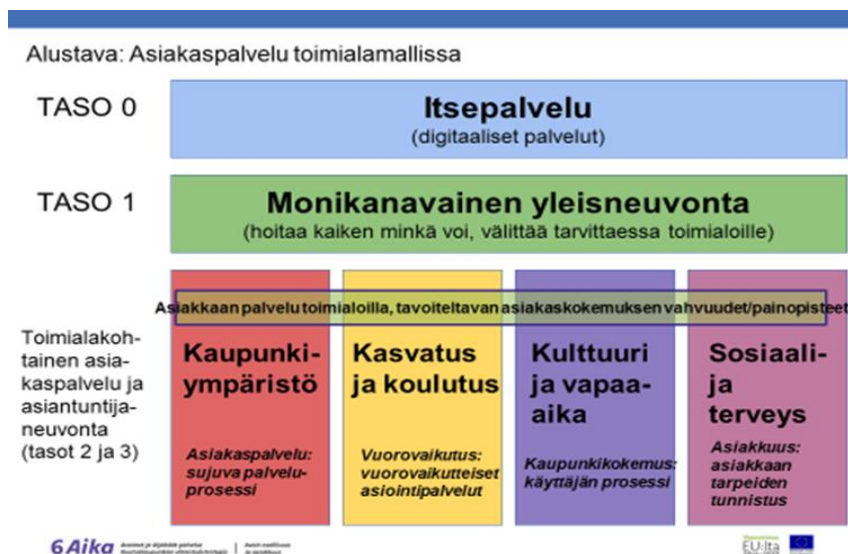 Alustava: Asiakaspalvelu toimialamallissa
TASO 0
Itsepalvelu
(digitaaliset palvelut)
TASO 1
Monikanavainen yleisneuvonta
(hoitaa kaiken minkä voi, välittää tarvittaessa toimialoille)
Asiakkaan palvelu toimialoilla, tavoiteltavan asiakaskokemuksen vahvuudet/painopisteet
Toimialakoh-
tainen asia-
kaspalvelu ja
asiantuntija-
neuvonta
(tasot 2 ja 3)
Kaupunki-
ympäristö
Asiakaspalvelu:
sujuva palvelu-
prosessi
Kasvatus
ja koulutus
Vuorovaikutus:
vuorovaikutteiset
asiointipalvelut
Kulttuuri
ja vapaa-
aika
Kaupunkikokemus:
käyttäjän prosessi
Sosiaali-
ja
terveys
Asiakkuus:
asiakkaan
tarpeiden
tunnistus
6Aika
EU:lta